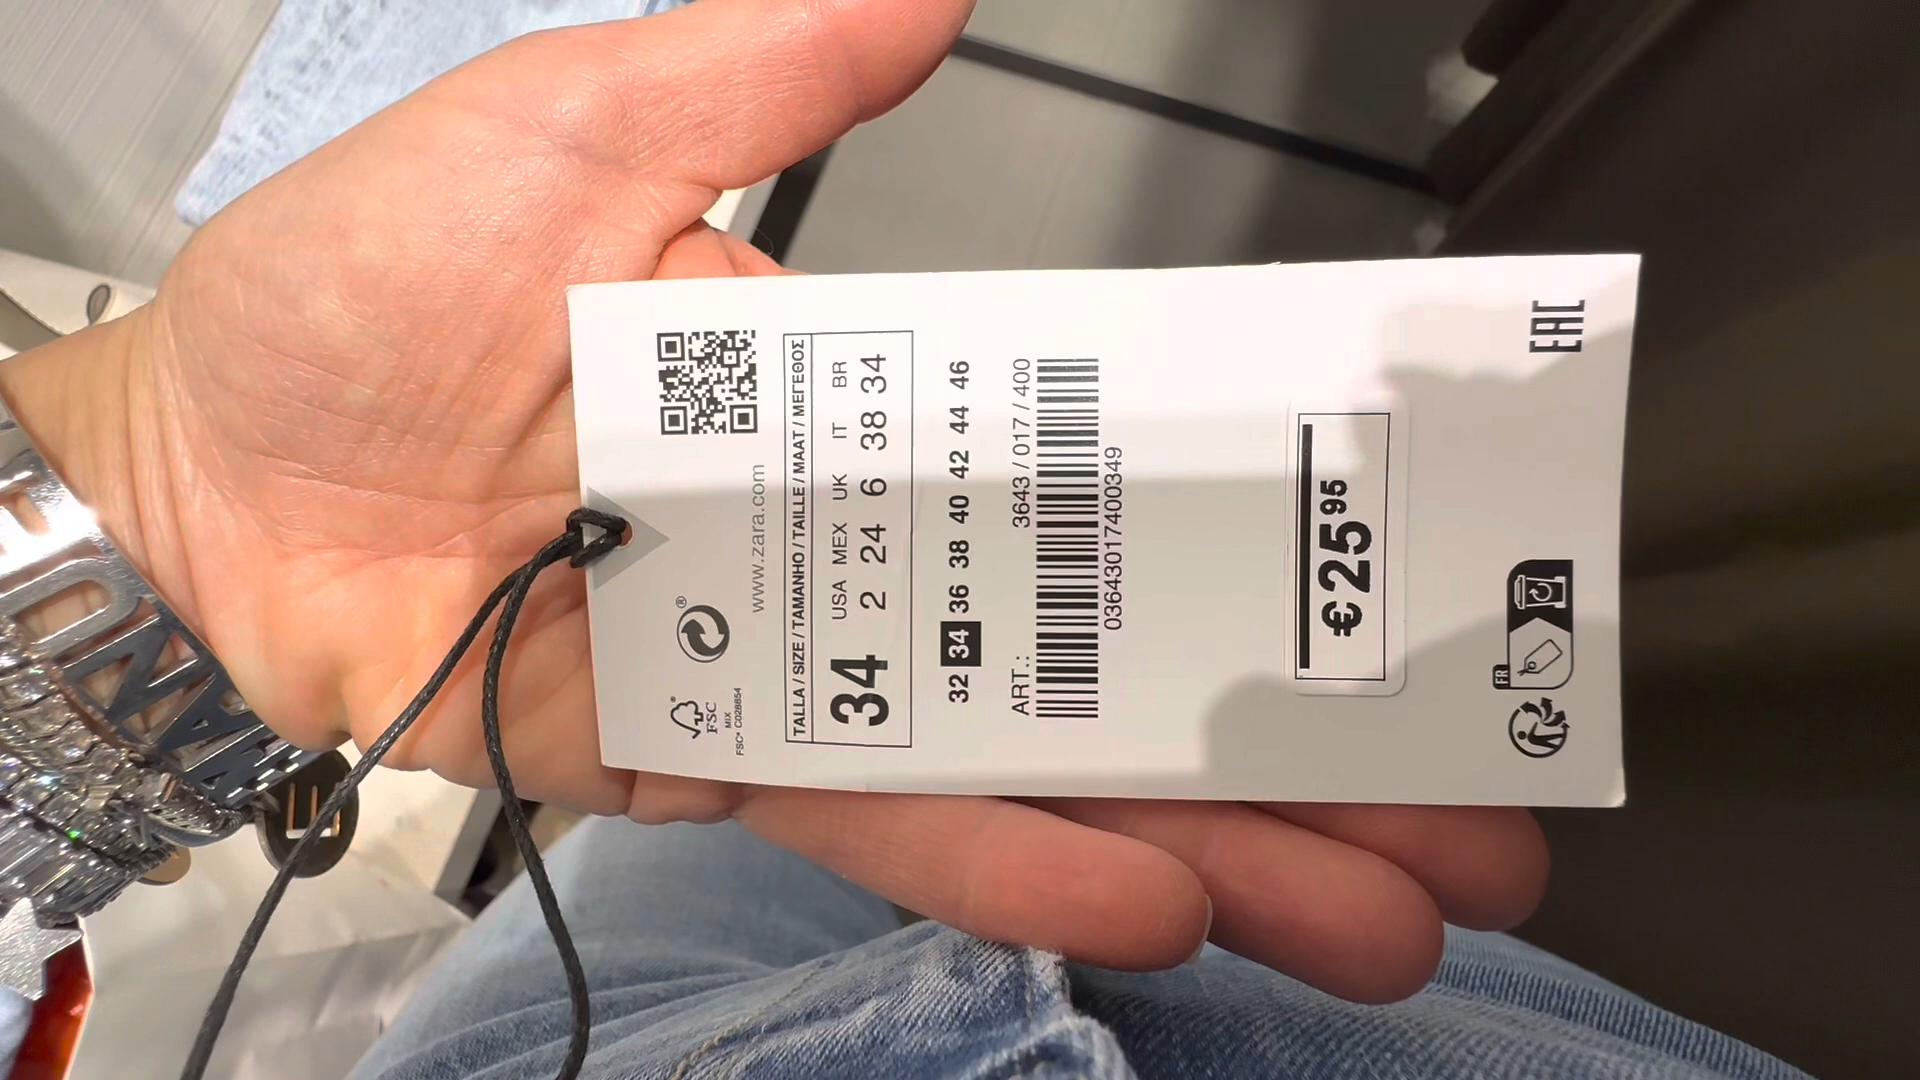 FSC®
MIX
FSC® C028654
®
www.zara.com
TALLA / SIZE / TAMANHO / TAILLE / MAAT / ΜΕΓΕΘΟΣ
34
USA MEX UK IT BR
2 24 6 38 34
32 34 36 38 40 42 44 46
ART.: 3643 / 017 / 400
03643017400349
€ 25 95
FR
EAC